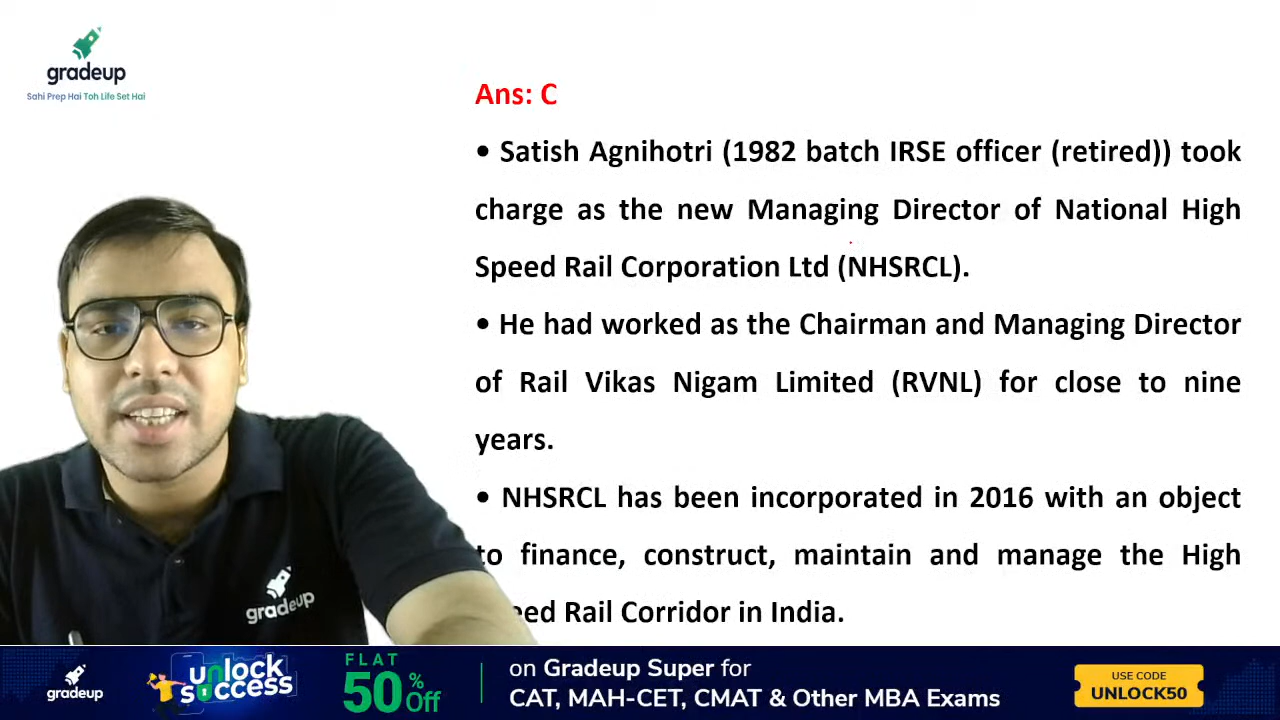 gradeup
Sahi Prep Hai Toh Life Set Hai
Ans: C
• Satish Agnihotri (1982 batch IRSE officer (retired)) took
charge as the new Managing Director of National High
Speed Rail Corporation Ltd (NHSRCL).
• He had worked as the Chairman and Managing Director
of Rail Vikas Nigam Limited (RVNL) for close to nine
years.
• NHSRCL has been incorporated in 2016 with an object
to finance, construct, maintain and manage the High
eed Rail Corridor in India.
gradeup
gradeup
unlock
success
FLAT
50% Off
on Gradeup Super for
CAT, MAH-CET, CMAT & Other MBA Exams
USE CODE
UNLOCK50